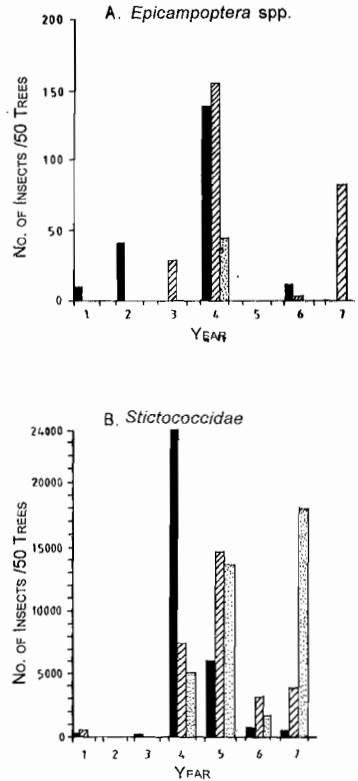 A. Epicampoptera spp.
200
150
100
50
0
No. of Insects /50 Trees
1 2 3 4 5 6 7
Year
B. Stictococcidae
24000
20000
15000
10000
5000
0
No. of Insects /50 Trees
1 2 3 4 5 6 7
Year